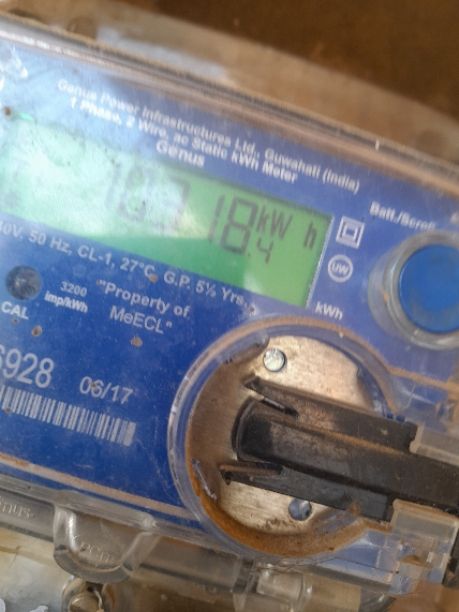 Genus Power Infrastructures Ltd., Guwahati (India)
1 Phase, 2 Wire, ac Static kWh Meter
Genus
kW h
.4
Batt./Scroll
UW
40V, 50 Hz, CL-1, 27°C, G.P. 5½ Yrs.
kWh
3200
imp/kWh
"Property of
MeECL"
CAL
6928
06/17